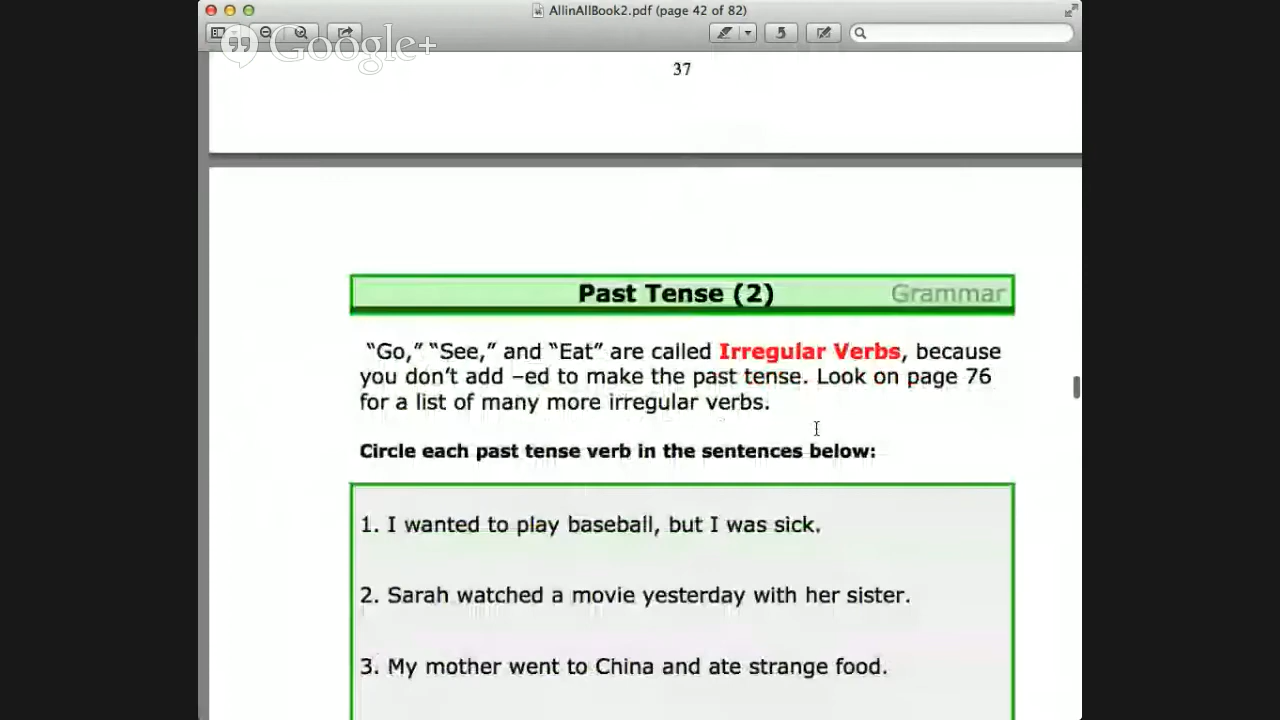 AllinAllBook2.pdf (page 42 of 82)
Google+
37
Past Tense (2)
Grammar
“Go,” “See,” and “Eat” are called Irregular Verbs, because
you don’t add –ed to make the past tense. Look on page 76
for a list of many more irregular verbs.
Circle each past tense verb in the sentences below:
1. I wanted to play baseball, but I was sick.
2. Sarah watched a movie yesterday with her sister.
3. My mother went to China and ate strange food.